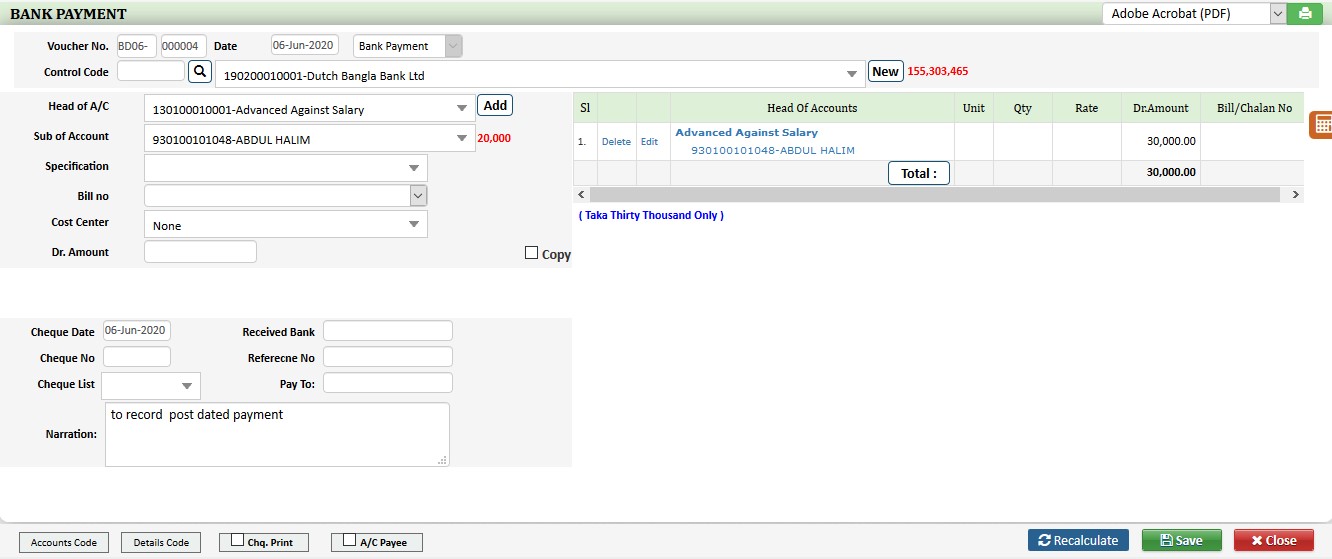 BANK PAYMENT
Adobe Acrobat (PDF)
Voucher No. BD06- 000004 Date 06-Jun-2020 Bank Payment
Control Code 190200010001-Dutch Bangla Bank Ltd New 155,303,465
Head of A/C 130100010001-Advanced Against Salary Add
Sub of Account 930100101048-ABDUL HALIM 20,000
Specification
Bill no
Cost Center None
Dr. Amount Copy
Sl Head Of Accounts Unit Qty Rate Dr.Amount Bill/Chalan No
1. Delete Edit Advanced Against Salary 30,000.00
930100101048-ABDUL HALIM
Total : 30,000.00
( Taka Thirty Thousand Only )
Cheque Date 06-Jun-2020 Received Bank
Cheque No Referecne No
Cheque List Pay To:
Narration: to record post dated payment
Accounts Code Details Code Chq. Print A/C Payee Recalculate Save Close